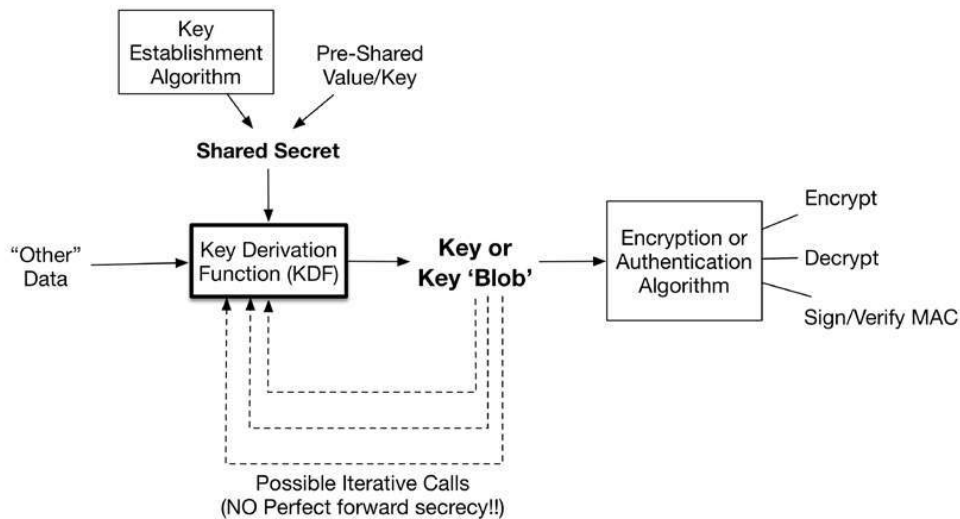 Key
Establishment
Algorithm
Pre-Shared
Value/Key
Shared Secret
“Other”
Data
Key Derivation
Function (KDF)
Key or
Key ‘Blob’
Encryption or
Authentication
Algorithm
Encrypt
Decrypt
Sign/Verify MAC
Possible Iterative Calls
(NO Perfect forward secrecy!!)